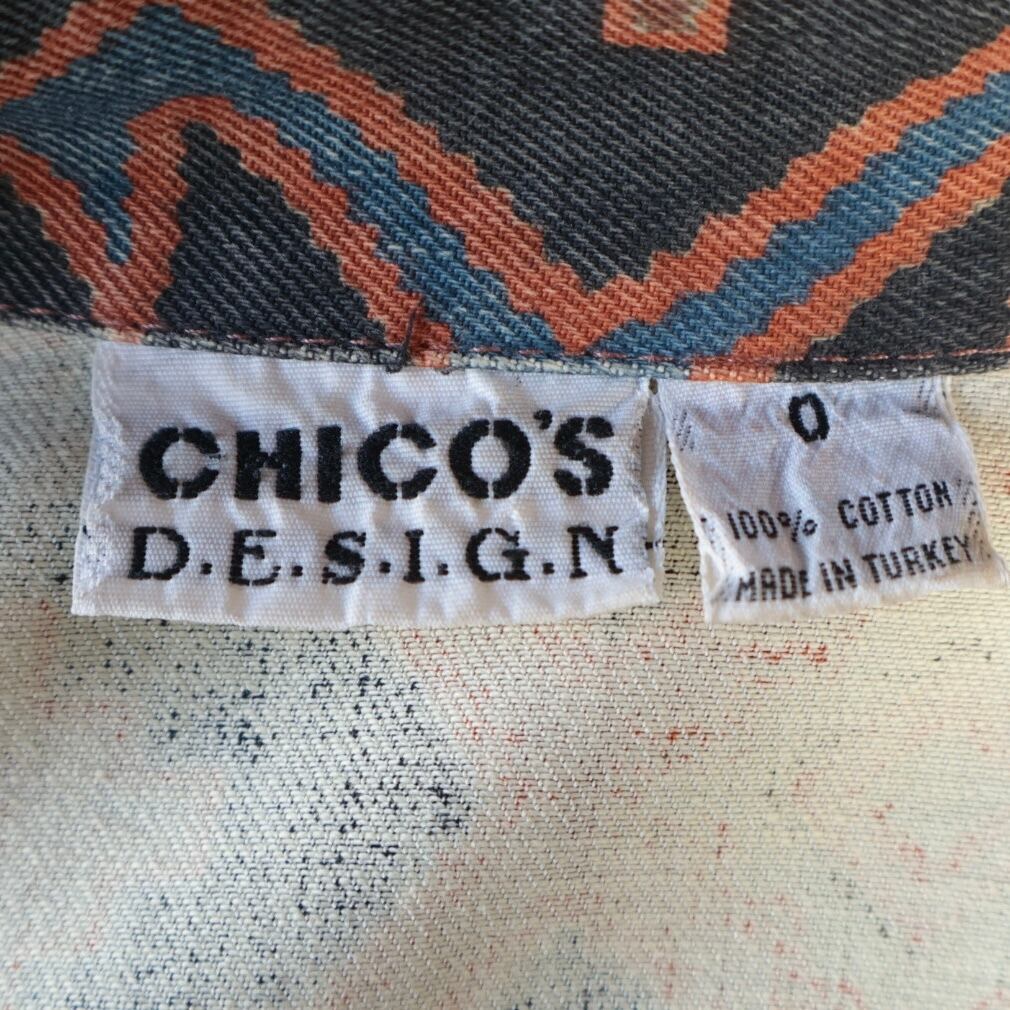 CHICO'S
D.E.S.I.G.N
0
100% COTTON
MADE IN TURKEY